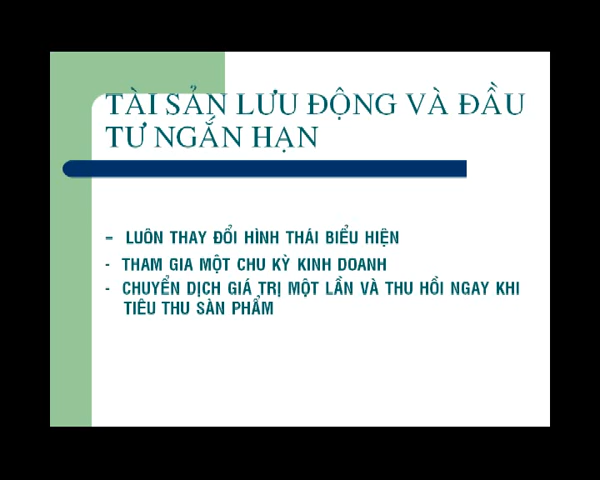 TÀI SẢN LƯU ĐỘNG VÀ ĐẦU
TƯ NGẮN HẠN
- LUÔN THAY ĐỔI HÌNH THÁI BIỂU HIỆN
- THAM GIA MỘT CHU KỲ KINH DOANH
- CHUYỂN DỊCH GIÁ TRỊ MỘT LẦN VÀ THU HỒI NGAY KHI
TIÊU THU SẢN PHẨM